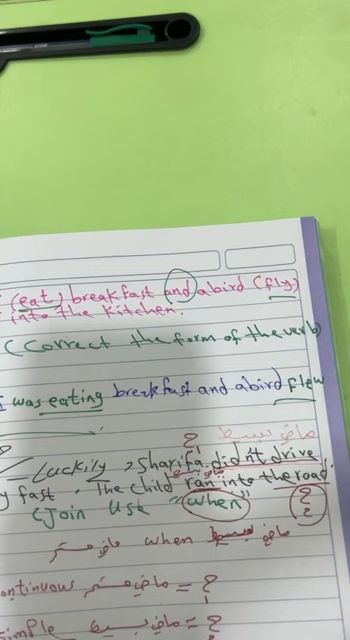 (eat) breakfast and a bird (fly)
into the kitchen.
(Correct the form of the verb)
I was eating breakfast and a bird flew
ماضي بسيط ج
Luckily, Sharifa didn't drive
y fast. The child ran into the road.
(Join Use "when"
ماضي مستمر when ماضي بسيط
ontinuous ماضي مستمر =
imple ماضي بسيط =